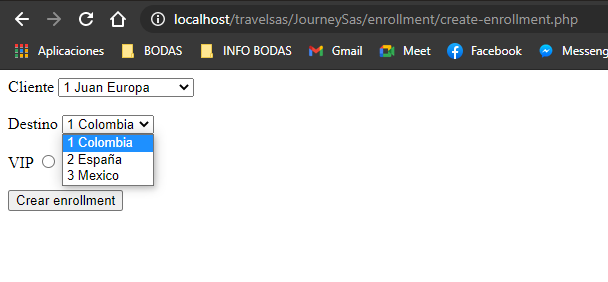 localhost/travelsas/JourneySas/enrollment/create-enrollment.php
Aplicaciones BODAS INFO BODAS Gmail Meet Facebook Messeng
Cliente 1 Juan Europa
Destino 1 Colombia
1 Colombia
2 España
3 Mexico
VIP
Crear enrollment